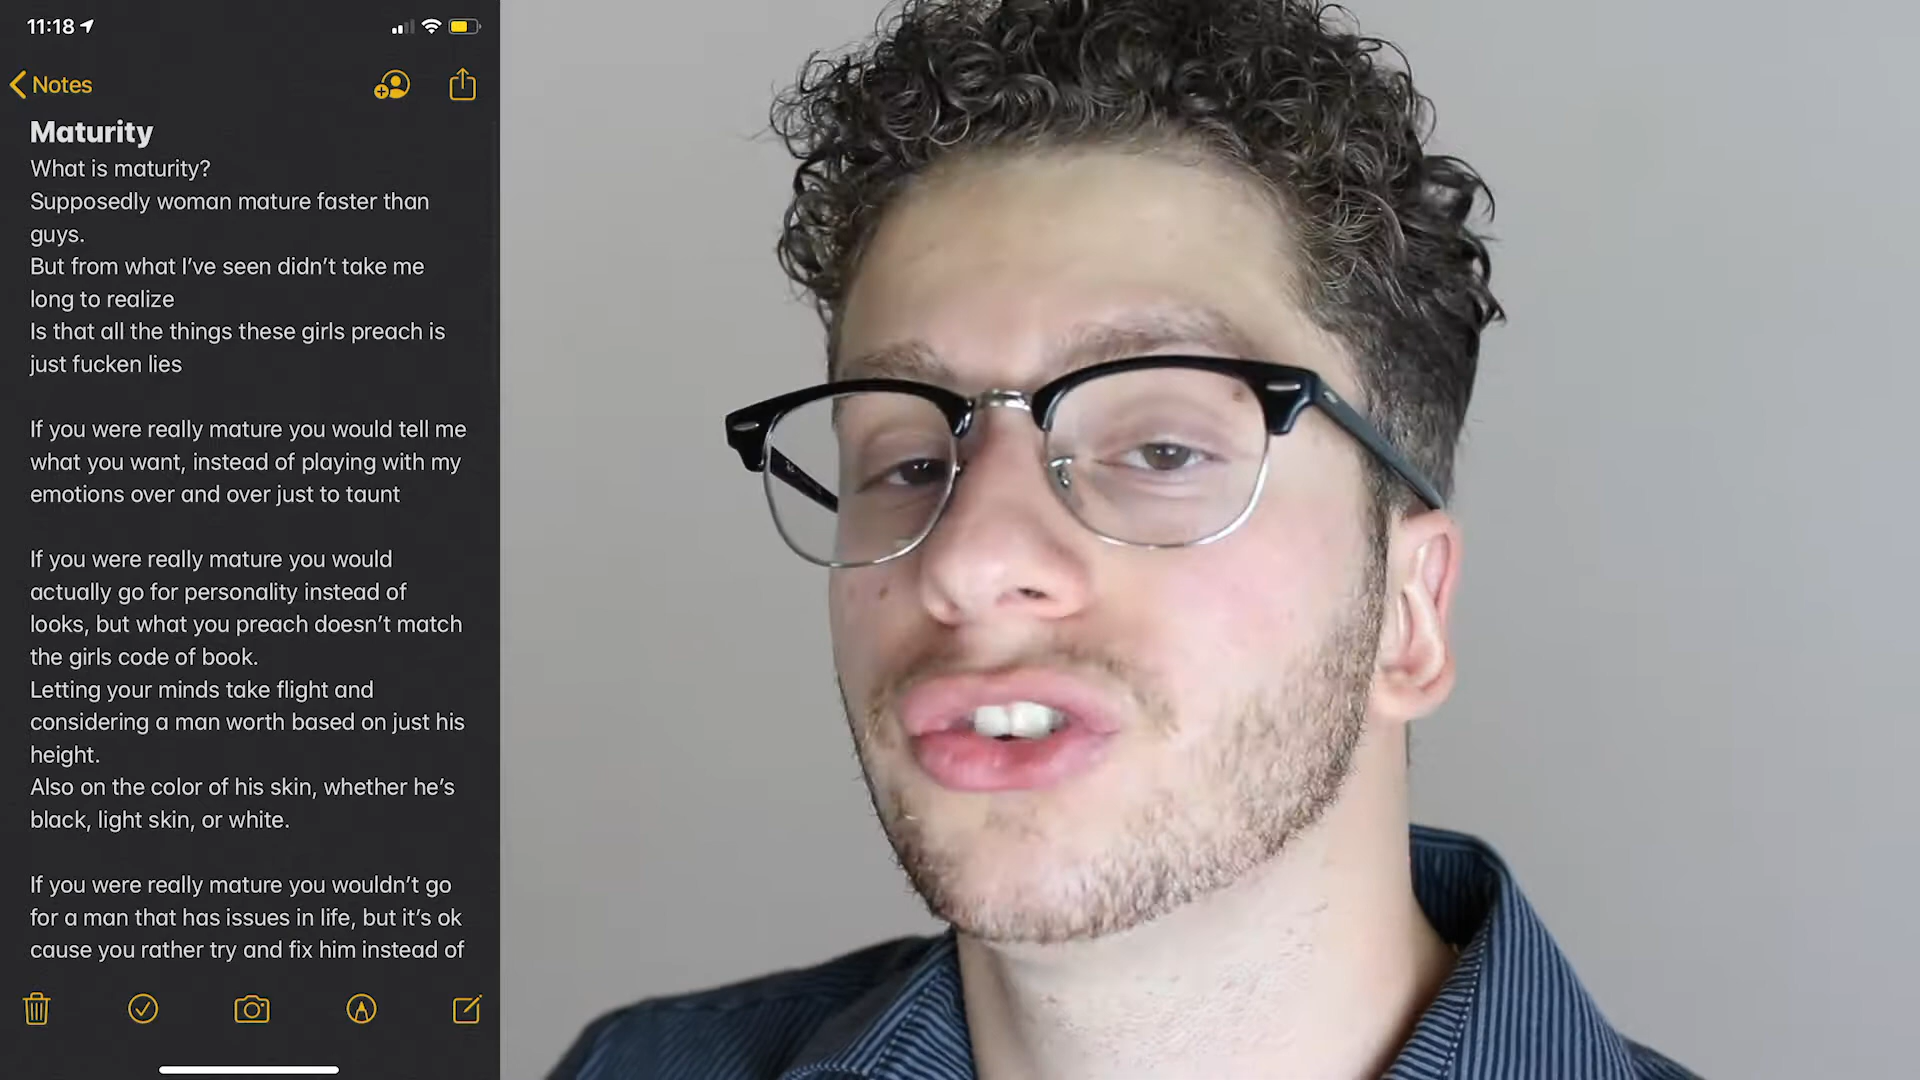 11:18
Notes
Maturity
What is maturity?
Supposedly woman mature faster than
guys.
But from what I’ve seen didn’t take me
long to realize
Is that all the things these girls preach is
just fucken lies
If you were really mature you would tell me
what you want, instead of playing with my
emotions over and over just to taunt
If you were really mature you would
actually go for personality instead of
looks, but what you preach doesn’t match
the girls code of book.
Letting your minds take flight and
considering a man worth based on just his
height.
Also on the color of his skin, whether he’s
black, light skin, or white.
If you were really mature you wouldn’t go
for a man that has issues in life, but it’s ok
cause you rather try and fix him instead of